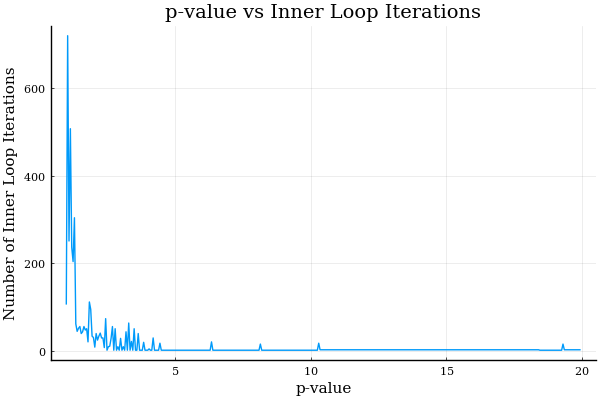 p-value vs Inner Loop Iterations
Number of Inner Loop Iterations
600
400
200
0
5
10
15
20
p-value